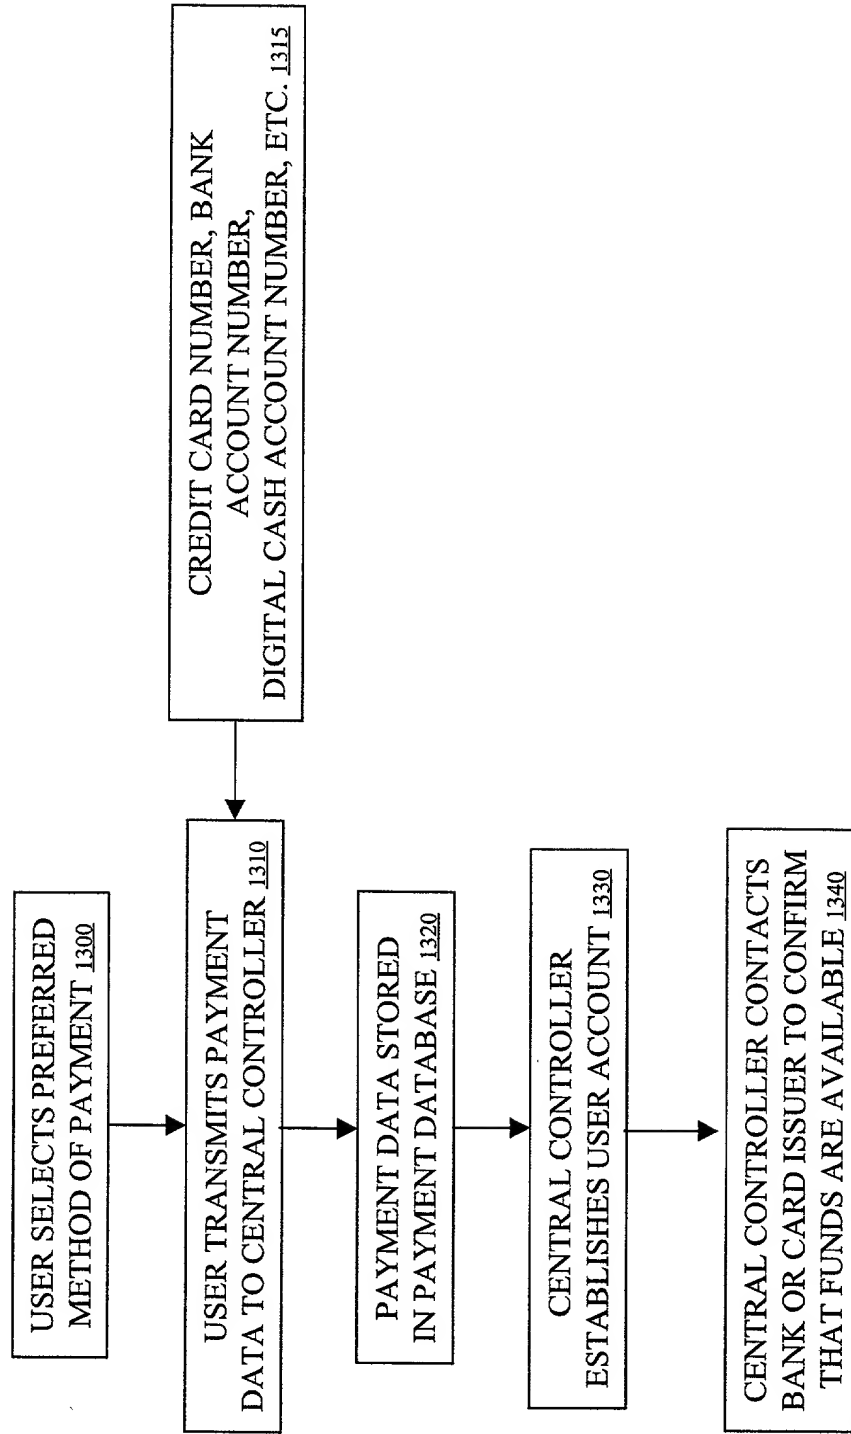 USER SELECTS PREFERRED
METHOD OF PAYMENT 1300
USER TRANSMITS PAYMENT
DATA TO CENTRAL CONTROLLER 1310
CREDIT CARD NUMBER, BANK
ACCOUNT NUMBER,
DIGITAL CASH ACCOUNT NUMBER, ETC. 1315
PAYMENT DATA STORED
IN PAYMENT DATABASE 1320
CENTRAL CONTROLLER
ESTABLISHES USER ACCOUNT 1330
CENTRAL CONTROLLER CONTACTS
BANK OR CARD ISSUER TO CONFIRM
THAT FUNDS ARE AVAILABLE 1340